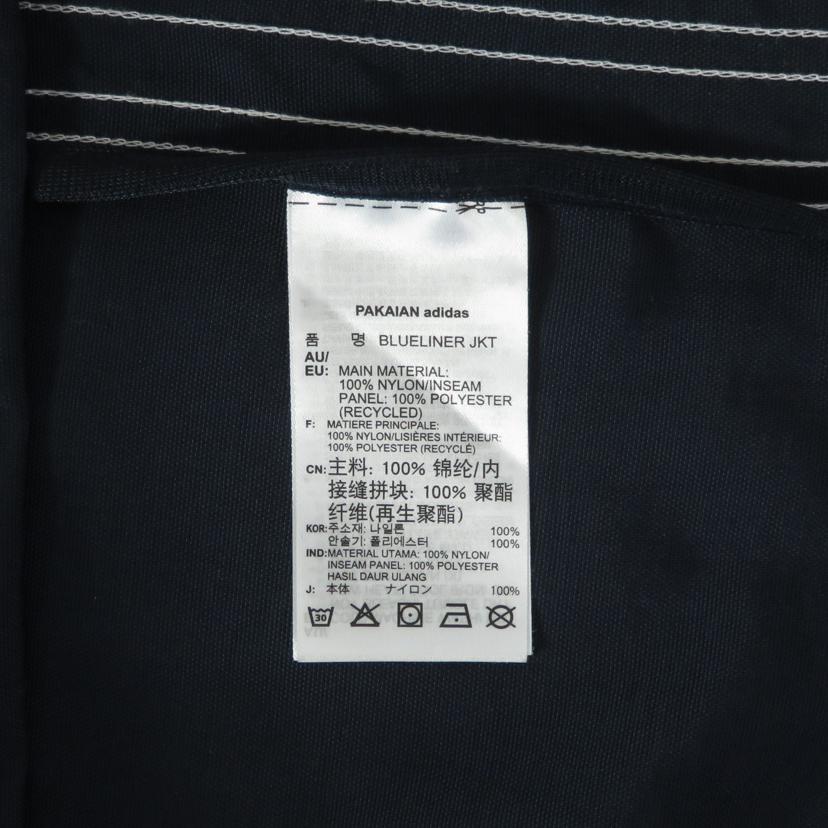 PAKAIAN adidas
품 명 BLUELINER JKT
AU/
EU: MAIN MATERIAL:
100% NYLON/INSEAM
PANEL: 100% POLYESTER
(RECYCLED)
F: MATIERE PRINCIPALE:
100% NYLON/LISIÈRES INTÉRIEUR:
100% POLYESTER (RECYCLÉ)
CN: 主料: 100% 锦纶/内
接缝拼块: 100% 聚酯
纤维(再生聚酯)
KOR: 주소재: 나일론 100%
안솔기: 폴리에스터 100%
IND: MATERIAL UTAMA: 100% NYLON/
INSEAM PANEL: 100% POLYESTER
HASIL DAUR ULANG
J: 本体 ナイロン 100%
30